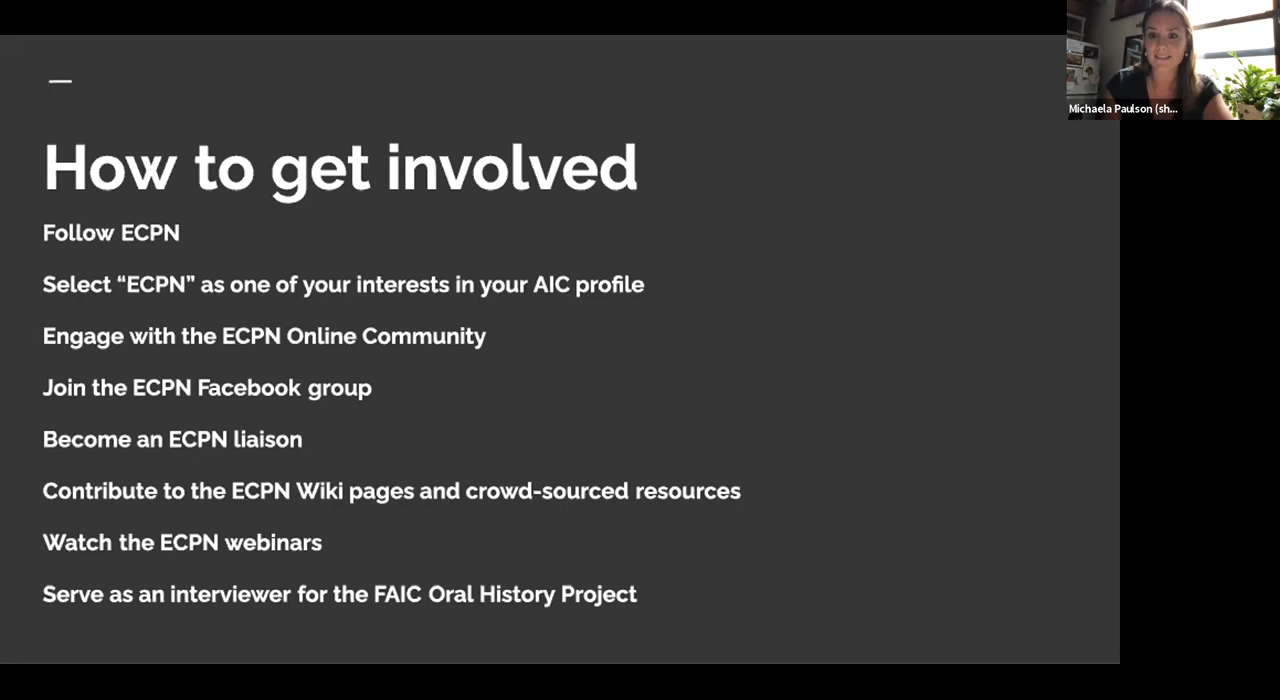 How to get involved
Follow ECPN
Select “ECPN” as one of your interests in your AIC profile
Engage with the ECPN Online Community
Join the ECPN Facebook group
Become an ECPN liaison
Contribute to the ECPN Wiki pages and crowd-sourced resources
Watch the ECPN webinars
Serve as an interviewer for the FAIC Oral History Project
Michaela Paulson (sh...